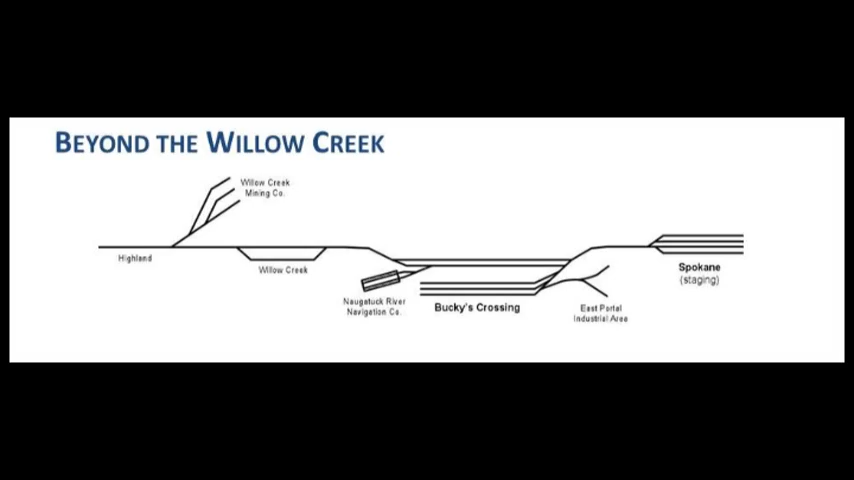 BEYOND THE WILLOW CREEK
Willow Creek
Mining Co.
Highland
Willow Creek
Naugatuck River
Navigation Co.
Bucky's Crossing
East Portal
Industrial Area
Spokane
(staging)